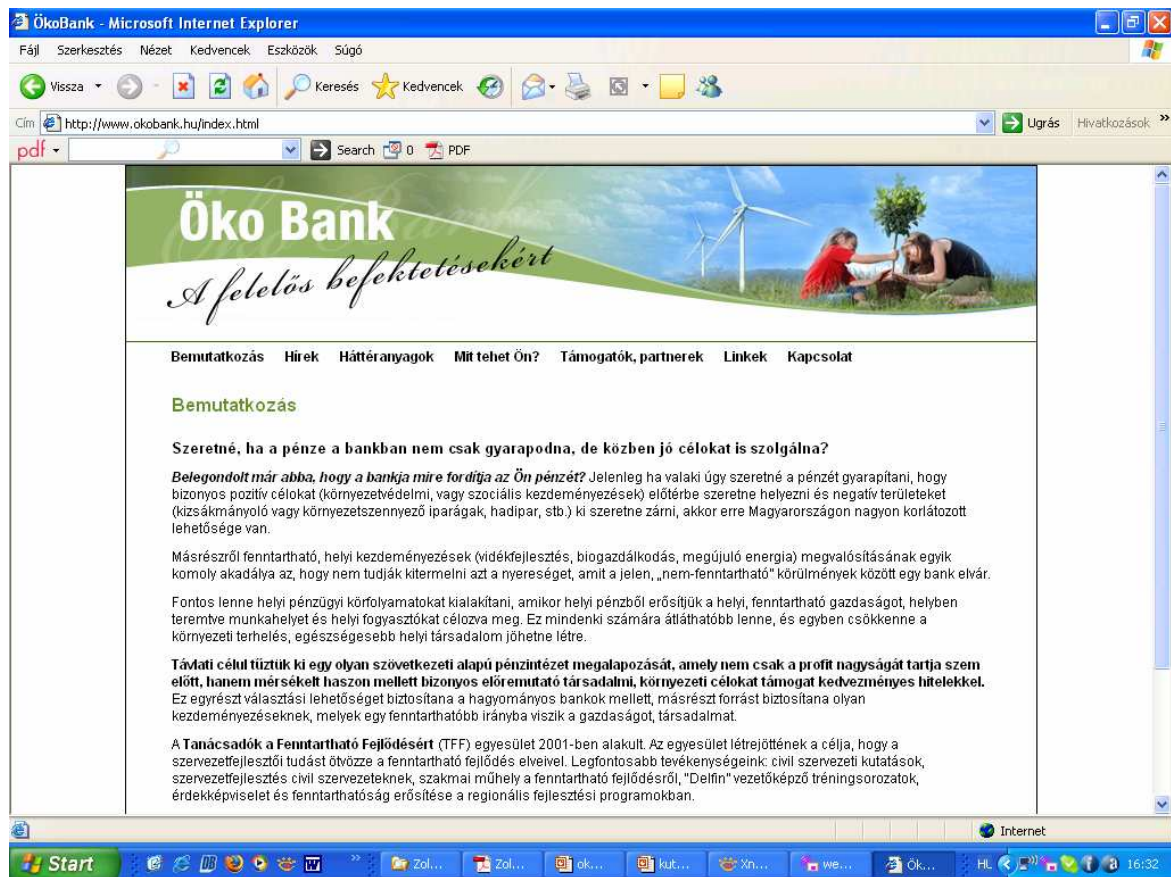 ÖkoBank - Microsoft Internet Explorer
Fájl Szerkesztés Nézet Kedvencek Eszközök Súgó
Vissza Keresés Kedvencek
Cím http://www.okobank.hu/index.html Ugrás Hivatkozások »
pdf Search 0 PDF
Öko Bank
A felelős befektetésekért
Bemutatkozás Hírek Háttéranyagok Mit tehet Ön? Támogatók, partnerek Linkek Kapcsolat
Bemutatkozás
Szeretné, ha a pénze a bankban nem csak gyarapodna, de közben jó célokat is szolgálna?
Belegondolt már abba, hogy a bankja mire fordítja az Ön pénzét? Jelenleg ha valaki úgy szeretné a pénzét gyarapítani, hogy
bizonyos pozitív célokat (környezetvédelmi, vagy szociális kezdeményezések) előtérbe szeretne helyezni és negatív területeket
(kizsákmányoló vagy környezetszennyező iparágak, hadipar, stb.) ki szeretne zárni, akkor erre Magyarországon nagyon korlátozott
lehetősége van.
Másrészről fenntartható, helyi kezdeményezések (vidékfejlesztés, biogazdálkodás, megújuló energia) megvalósításának egyik
komoly akadálya az, hogy nem tudják kitermelni azt a nyereséget, amit a jelen, „nem-fenntartható" körülmények között egy bank elvár.
Fontos lenne helyi pénzügyi körfolyamatokat kialakítani, amikor helyi pénzből erősítjük a helyi, fenntartható gazdaságot, helyben
teremtve munkahelyet és helyi fogyasztókat célozva meg. Ez mindenki számára átláthatóbb lenne, és egyben csökkenne a
környezeti terhelés, egészségesebb helyi társadalom jöhetne létre.
Távlati célul tűztük ki egy olyan szövetkezeti alapú pénzintézet megalapozását, amely nem csak a profit nagyságát tartja szem
előtt, hanem mérsékelt haszon mellett bizonyos előremutató társadalmi, környezeti célokat támogat kedvezményes hitelekkel.
Ez egyrészt választási lehetőséget biztosítana a hagyományos bankok mellett, másrészt forrást biztosítana olyan
kezdeményezéseknek, melyek egy fenntarthatóbb irányba viszik a gazdaságot, társadalmat.
A Tanácsadók a Fenntartható Fejlődésért (TFF) egyesület 2001-ben alakult. Az egyesület létrejöttének a célja, hogy a
szervezetfejlesztői tudást ötvözze a fenntartható fejlődés elveivel. Legfontosabb tevékenységeink: civil szervezeti kutatások,
szervezetfejlesztés civil szervezeteknek, szakmai műhely a fenntartható fejlődésről, "Delfin" vezetőképző tréningsorozatok,
érdekképviselet és fenntarthatóság erősítése a regionális fejlesztési programokban.
Internet
Start » Zol... Zol... ok... kut... Xn... we... Ök... HL 16:32